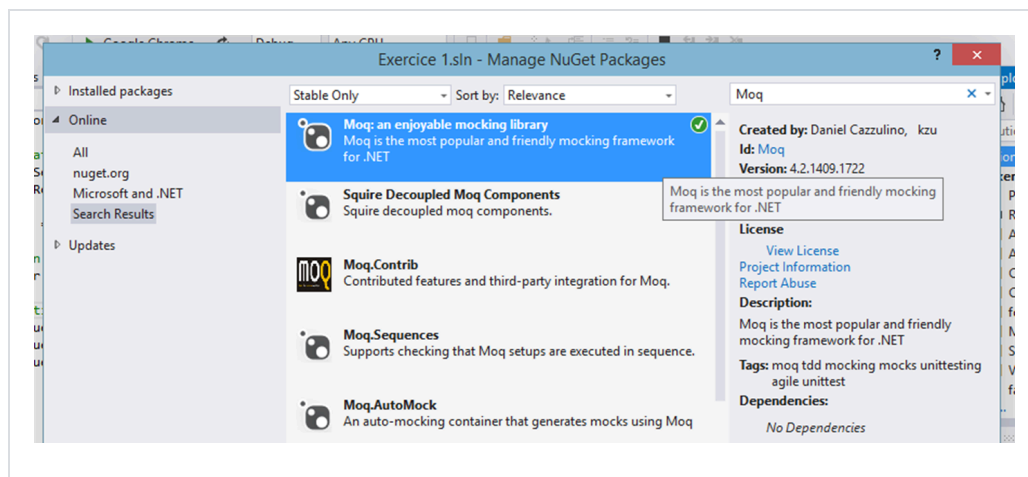 Google Chrome
Debug
Any CPU
Exercice 1.sln - Manage NuGet Packages
?
Installed packages
Stable Only
Sort by: Relevance
Moq
Online
All
nuget.org
Microsoft and .NET
Search Results
Updates
Moq: an enjoyable mocking library
Moq is the most popular and friendly mocking framework
for .NET
Squire Decoupled Moq Components
Squire decoupled moq components.
moq
Moq.Contrib
Contributed features and third-party integration for Moq.
Moq.Sequences
Supports checking that Moq setups are executed in sequence.
Moq.AutoMock
An auto-mocking container that generates mocks using Moq
Created by: Daniel Cazzulino, kzu
Id: Moq
Version: 4.2.1409.1722
Moq is the most popular and friendly mocking
framework for .NET
License
View License
Project Information
Report Abuse
Description:
Moq is the most popular and friendly
mocking framework for .NET
Tags: moq tdd mocking mocks unittesting
agile unittest
Dependencies:
No Dependencies